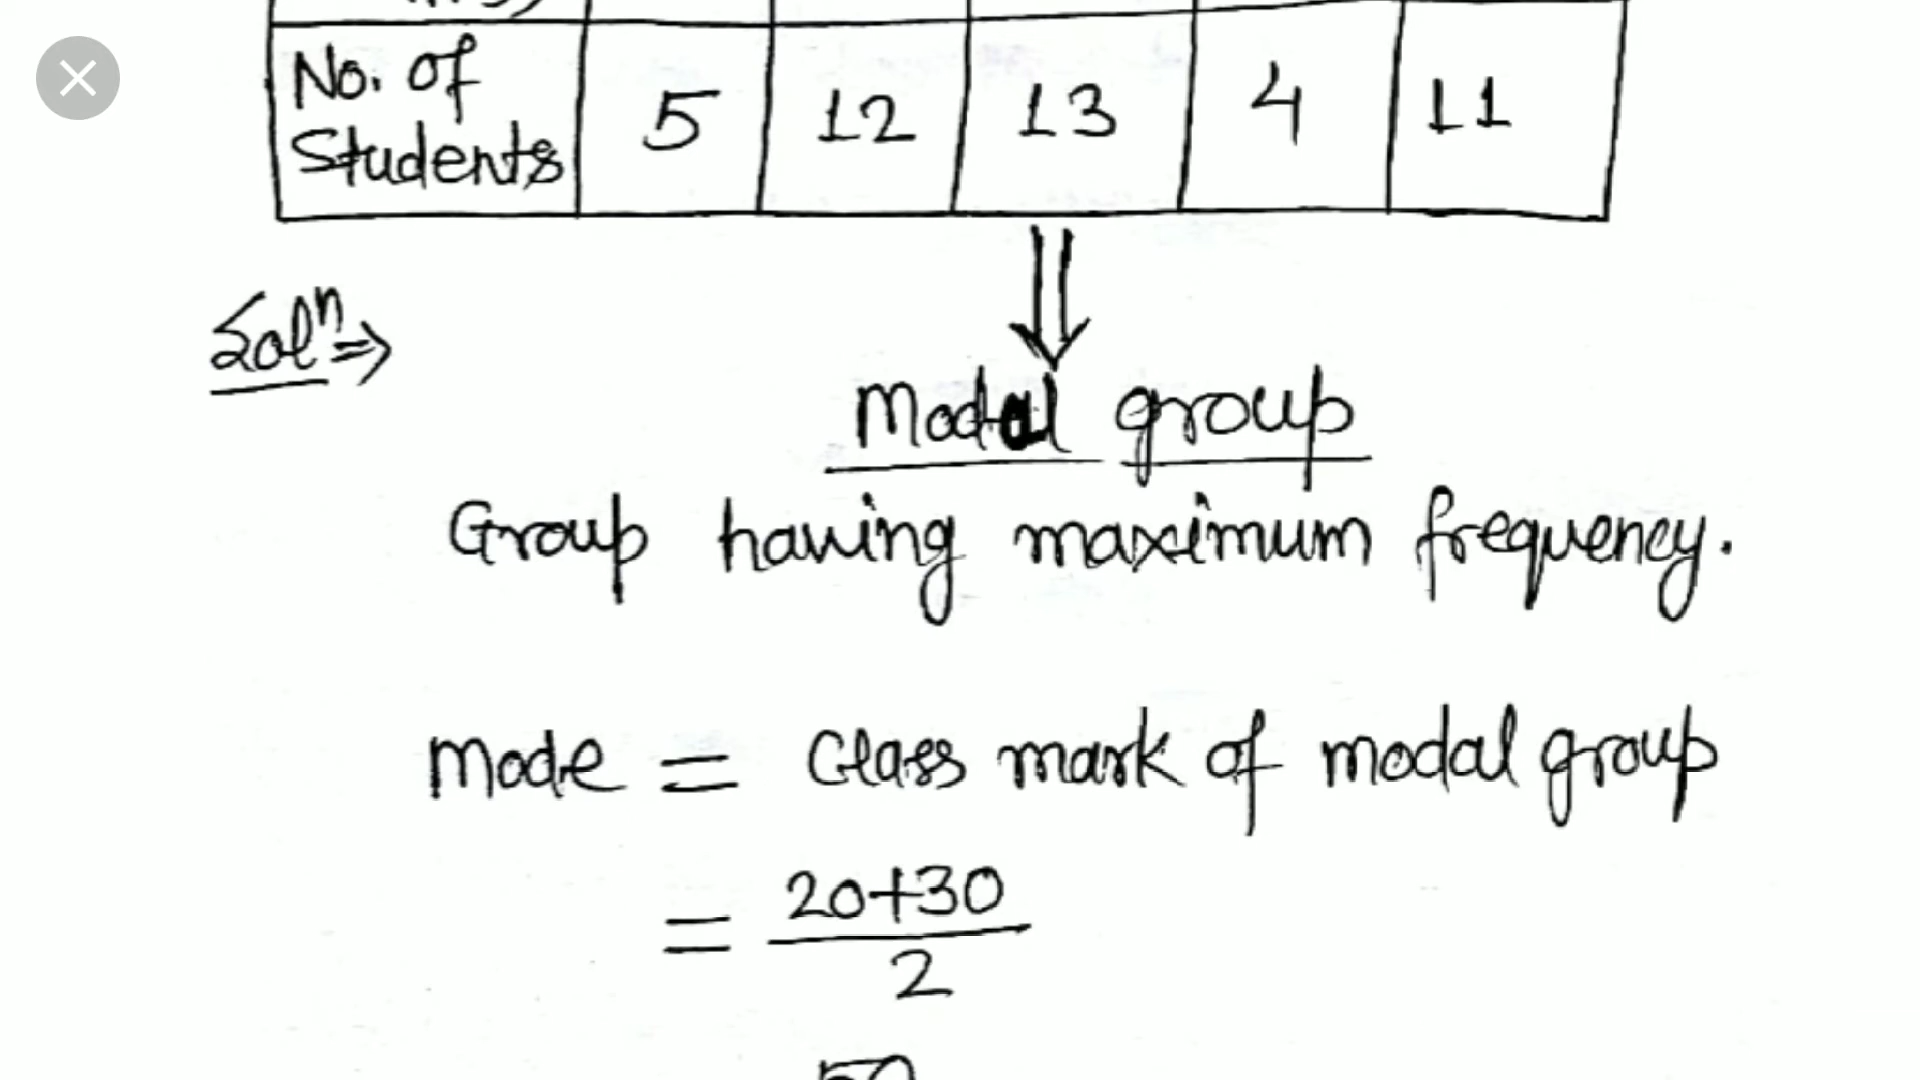 No. of
Students 5 12 13 4 11
Solⁿ ⇒
Modal group
Group having maximum frequency.
Mode = Class mark of modal group
= 20+30
2
50